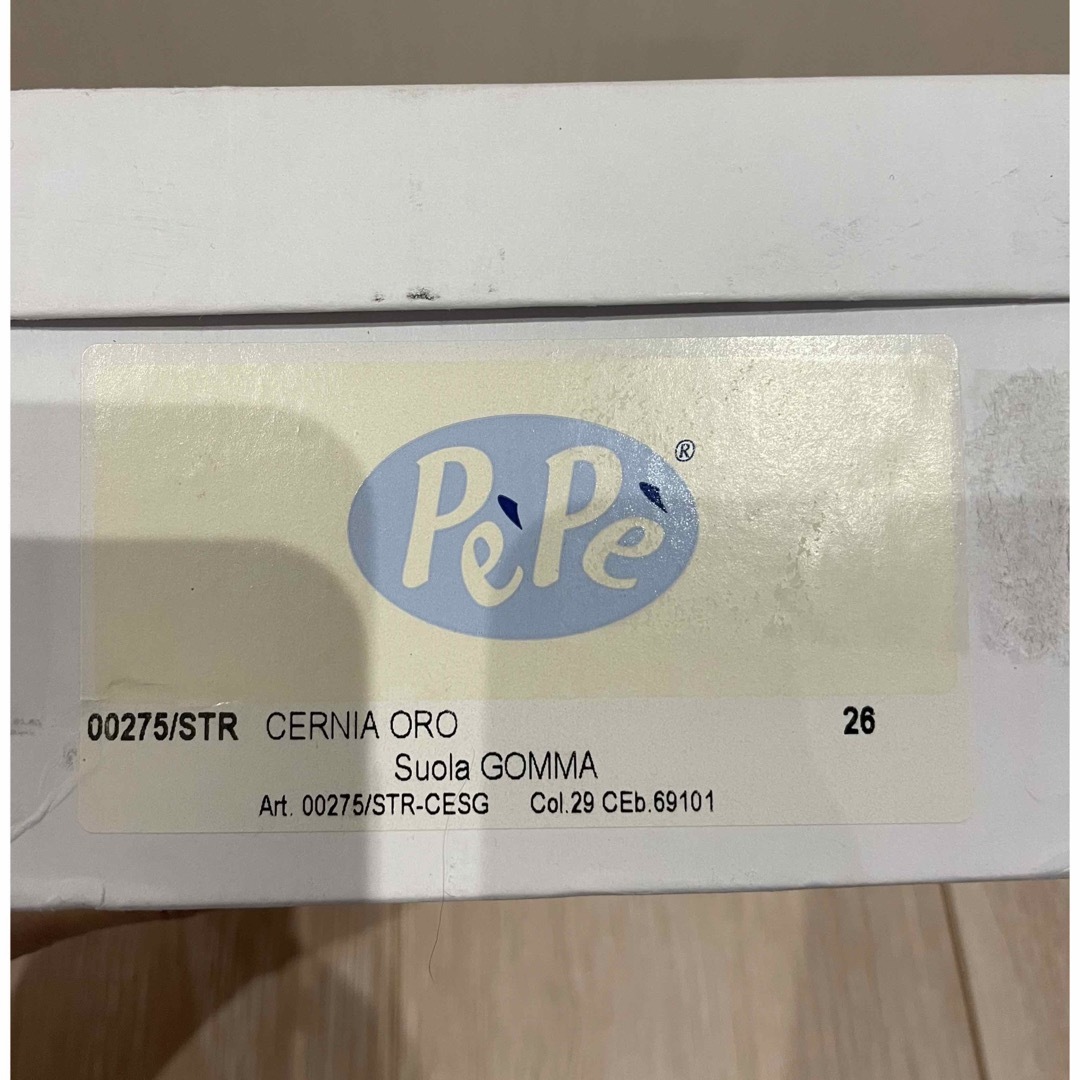 PèPè ®
00275/STR CERNIA ORO 26
Suola GOMMA
Art. 00275/STR-CESG Col.29 CEb.69101